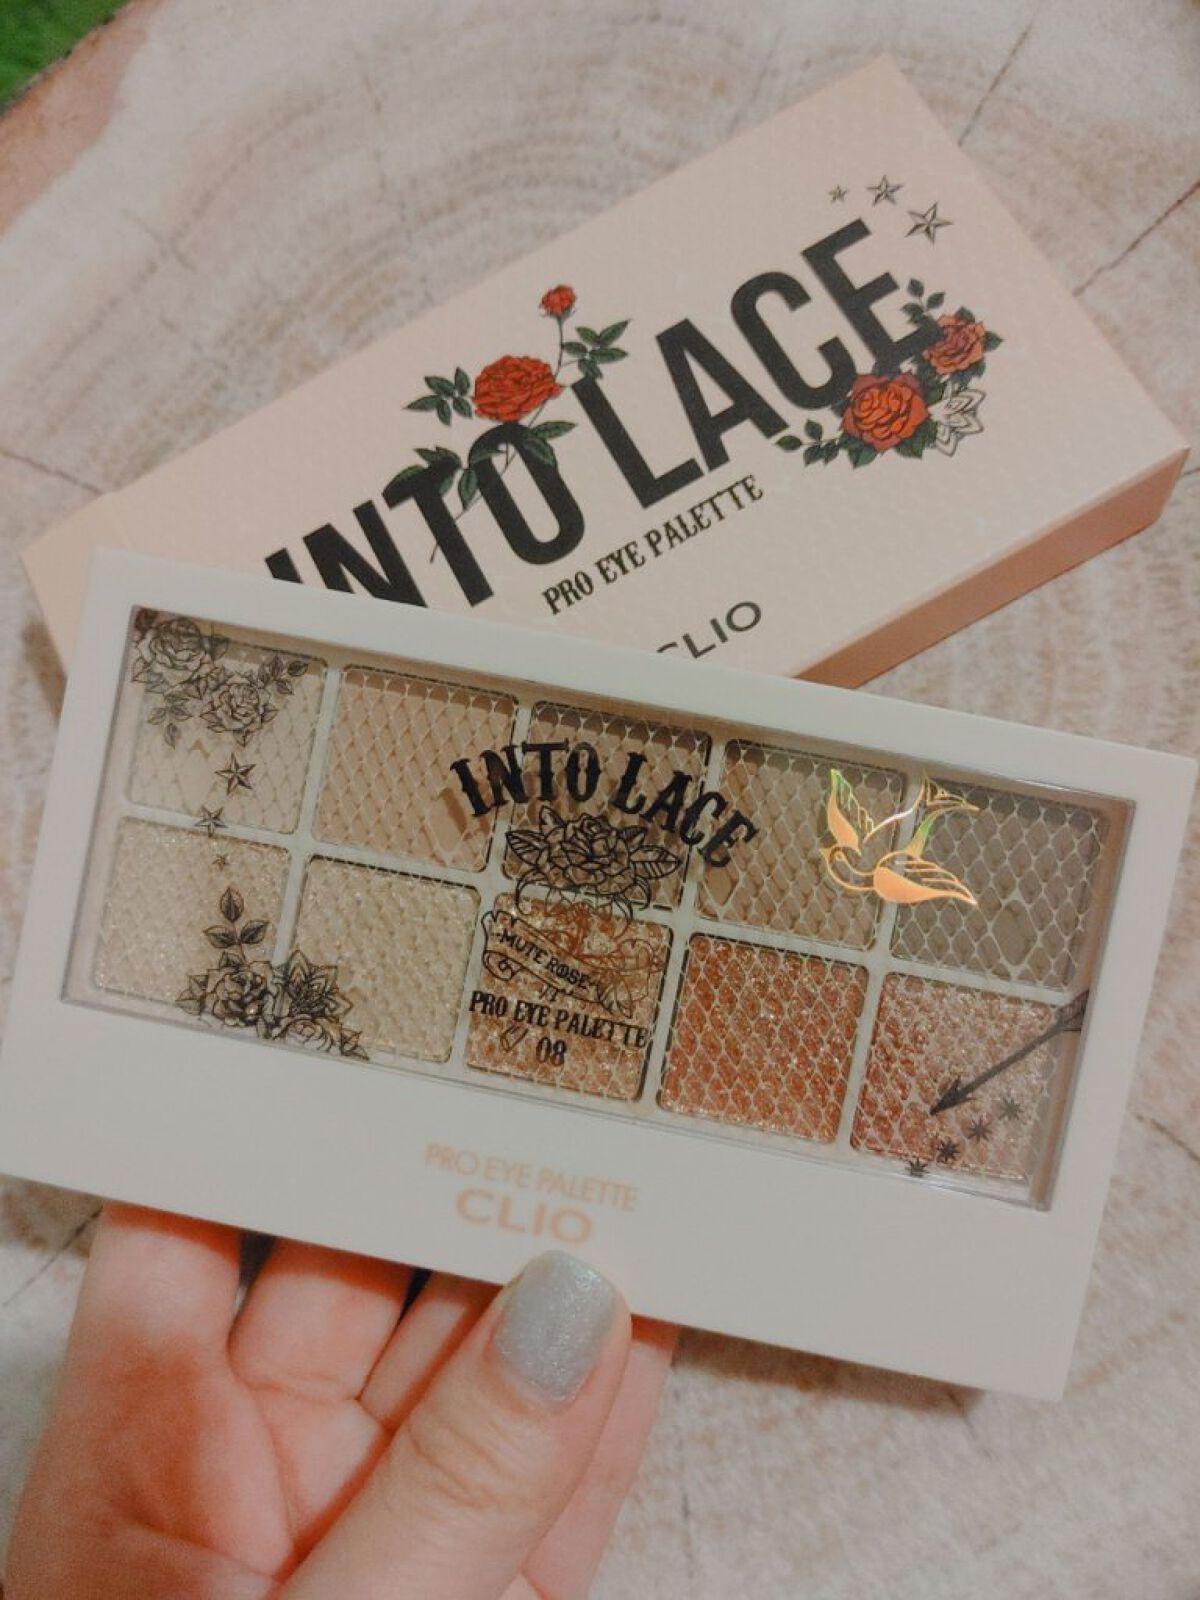 INTO LACE
PRO EYE PALETTE
CLIO
INTO LACE
MUTE ROSE
PRO EYE PALETTE
08
PRO EYE PALETTE
CLIO